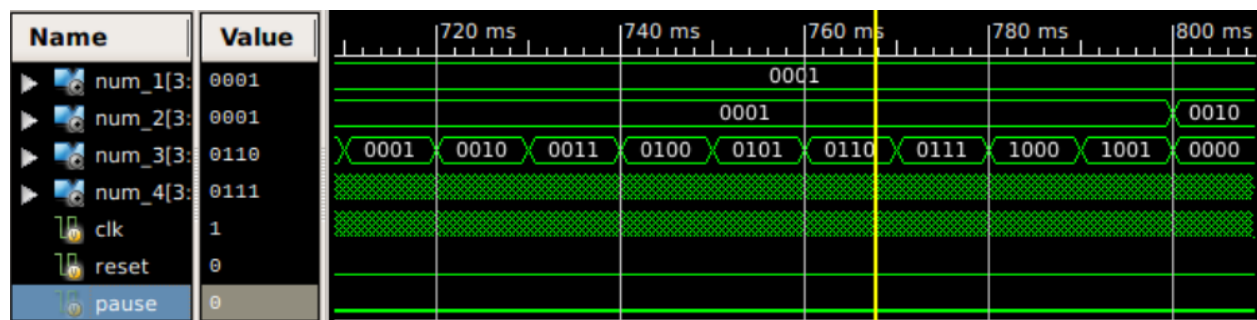 Name Value 720 ms 740 ms 760 ms 780 ms 800 ms
num_1[3: 0001 0001
num_2[3: 0001 0001 0010
num_3[3: 0110 0001 0010 0011 0100 0101 0110 0111 1000 1001 0000
num_4[3: 0111
clk 1
reset 0
pause 0